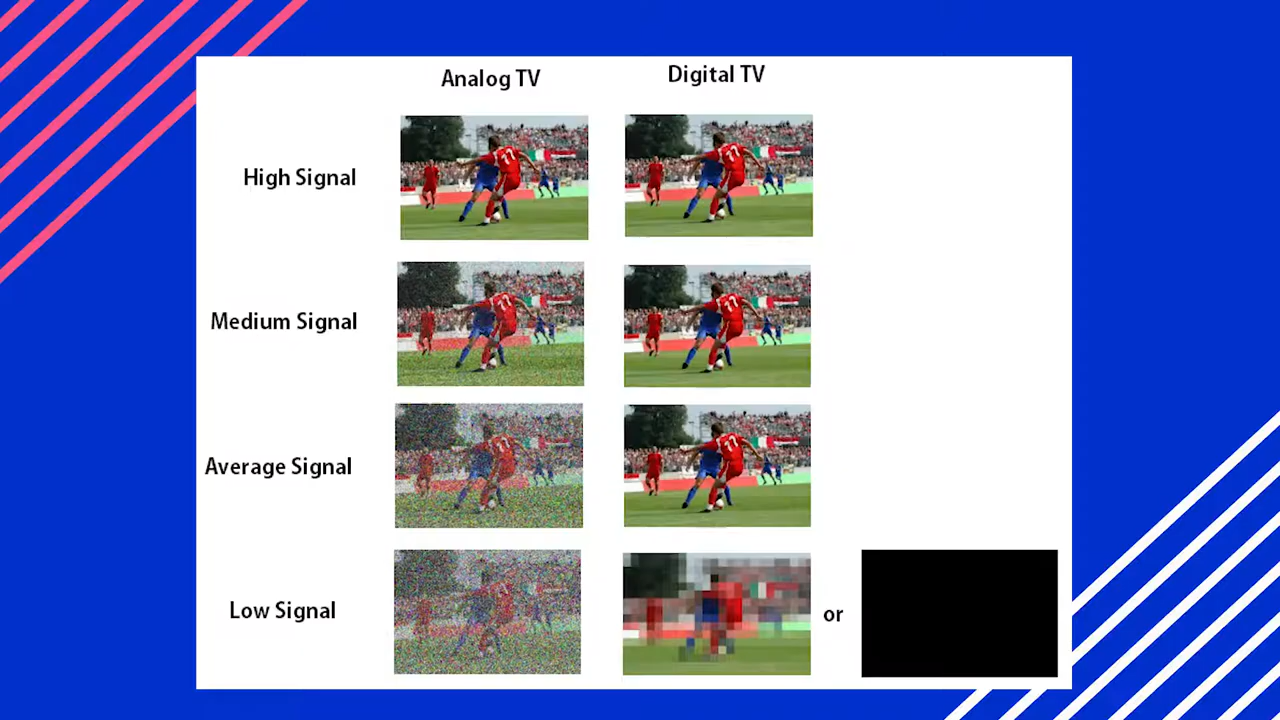 Analog TV
Digital TV
High Signal
Medium Signal
Average Signal
Low Signal
or